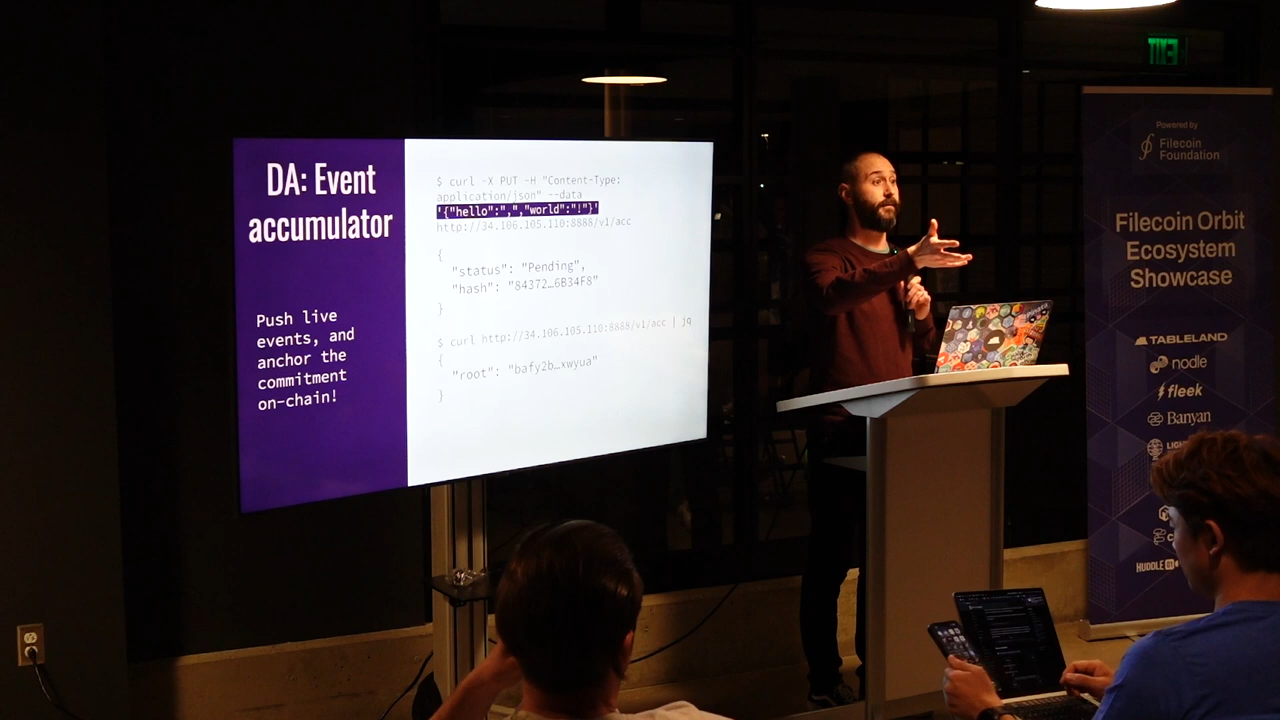 EXIT
DA: Event
accumulator
Push live
events, and
anchor the
commitment
on-chain!
$ curl -X PUT -H "Content-Type:
application/json" --data
'{"hello":",","world":"!"}'
http://34.106.105.110:8888/v1/acc
{
"status": "Pending",
"hash": "84372…6B34F8"
}
$ curl http://34.106.105.110:8888/v1/acc | jq
{
"root": "bafy2b…xwyua"
}
Powered by
Filecoin
Foundation
Filecoin Orbit
Ecosystem
Showcase
TABLELAND
nodle
fleek
Banyan
HUDDLE